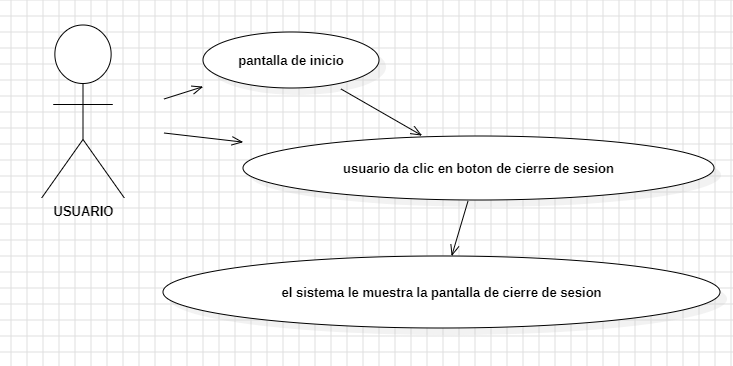 pantalla de inicio
usuario da clic en boton de cierre de sesion
USUARIO
el sistema le muestra la pantalla de cierre de sesion